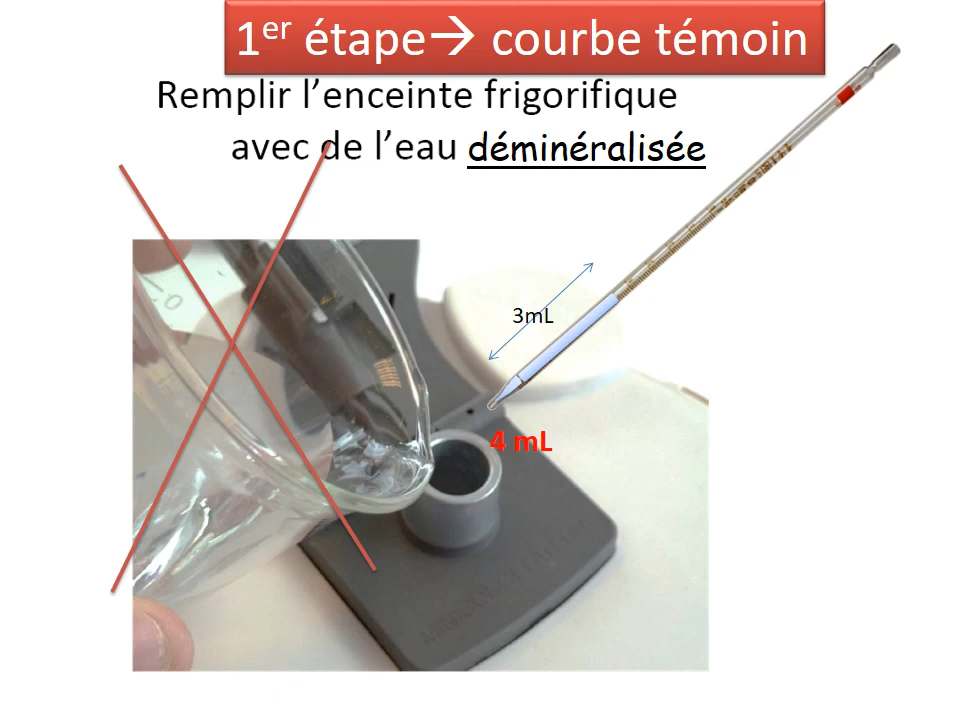 1er étape→ courbe témoin
Remplir l’enceinte frigorifique
avec de l’eau déminéralisée
3mL
4 mL